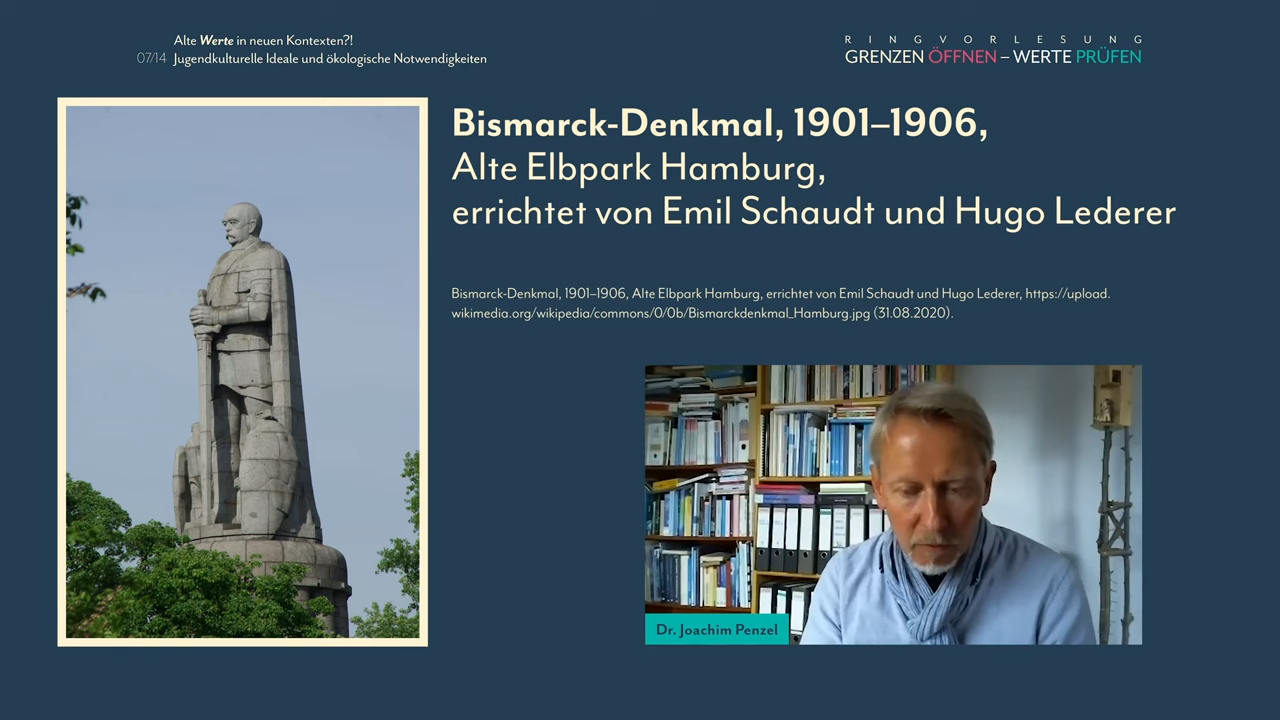 Alte Werte in neuen Kontexten?!
07/14 Jugendkulturelle Ideale und ökologische Notwendigkeiten
RINGVORLESUNG
GRENZEN ÖFFNEN – WERTE PRÜFEN
Bismarck-Denkmal, 1901–1906,
Alte Elbpark Hamburg,
errichtet von Emil Schaudt und Hugo Lederer
Bismarck-Denkmal, 1901–1906, Alte Elbpark Hamburg, errichtet von Emil Schaudt und Hugo Lederer, https://upload.
wikimedia.org/wikipedia/commons/0/0b/Bismarckdenkmal_Hamburg.jpg (31.08.2020).
Dr. Joachim Penzel